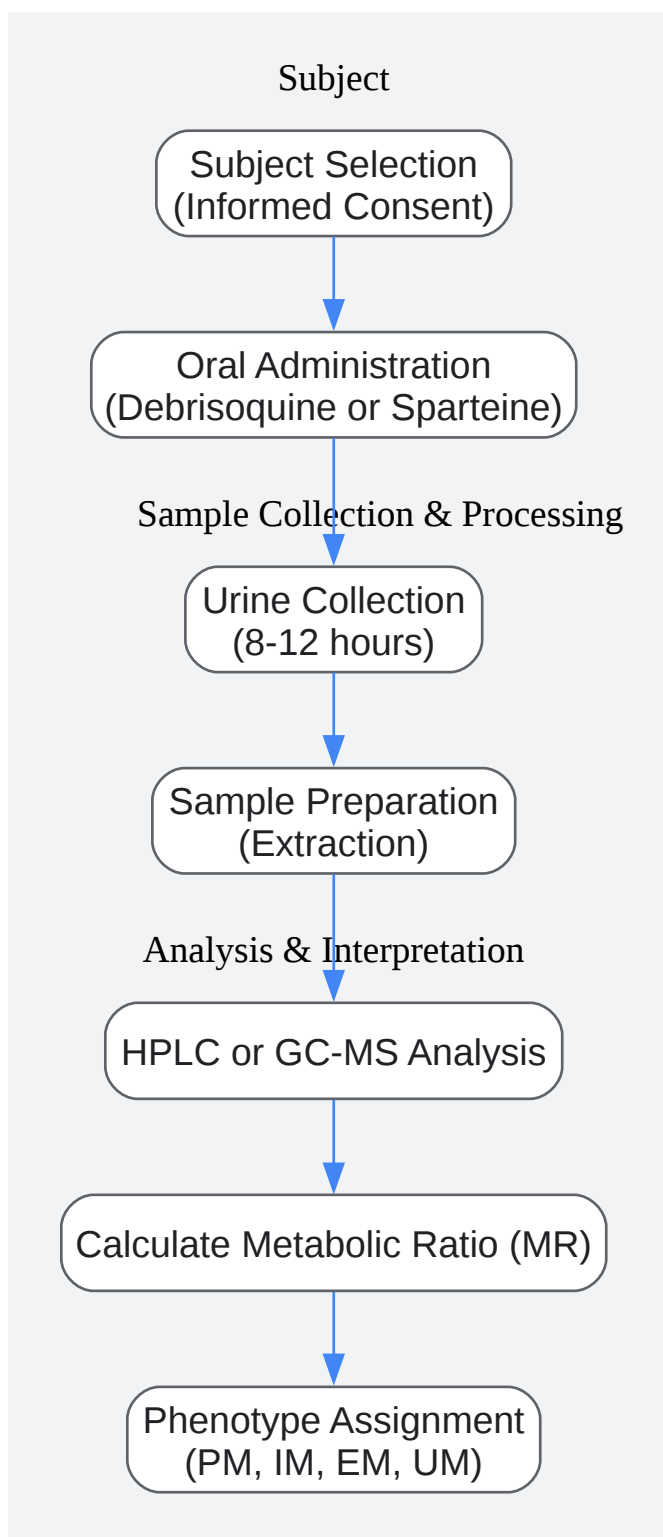 Subject
Subject Selection
(Informed Consent)
Oral Administration
(Debrisoquine or Sparteine)
Sample Collection & Processing
Urine Collection
(8-12 hours)
Sample Preparation
(Extraction)
Analysis & Interpretation
HPLC or GC-MS Analysis
Calculate Metabolic Ratio (MR)
Phenotype Assignment
(PM, IM, EM, UM)